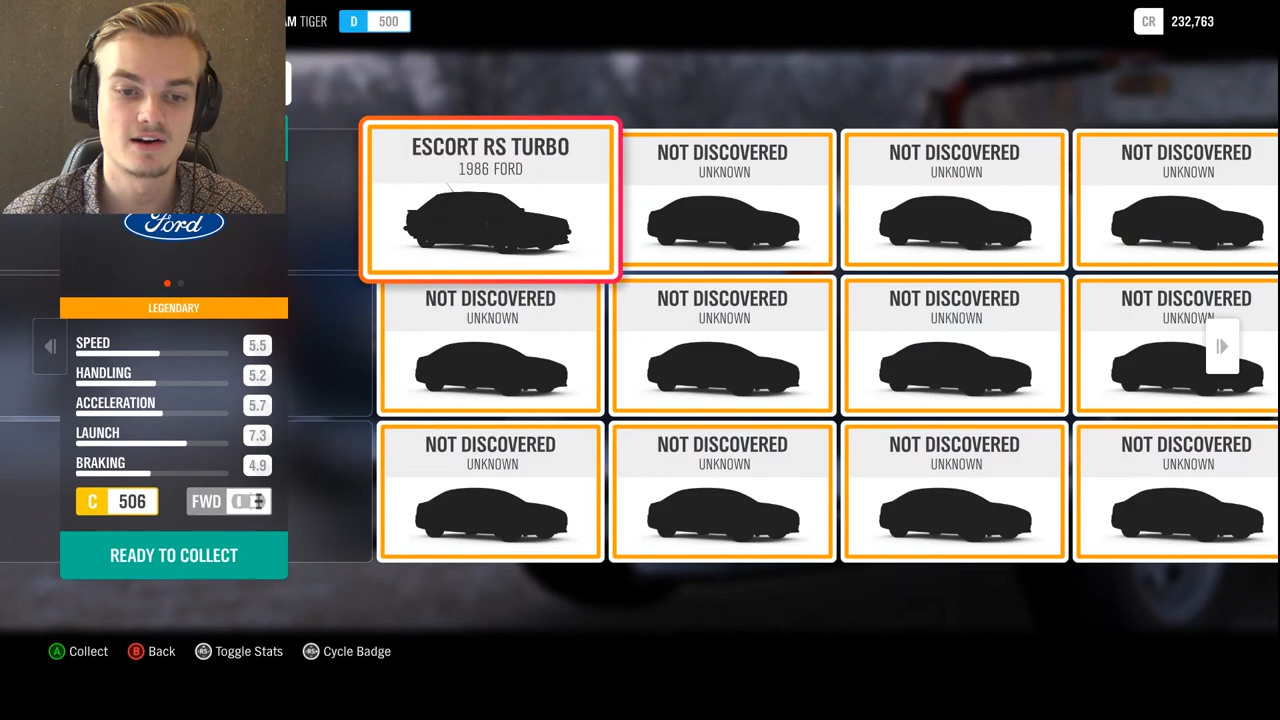 AM TIGER
D 500
CR 232,763
Ford
LEGENDARY
SPEED 5.5
HANDLING 5.2
ACCELERATION 5.7
LAUNCH 7.3
BRAKING 4.9
C 506
FWD
READY TO COLLECT
ESCORT RS TURBO
1986 FORD
NOT DISCOVERED
UNKNOWN
NOT DISCOVERED
UNKNOWN
NOT DISCOVERED
UNKNOWN
NOT DISCOVERED
UNKNOWN
NOT DISCOVERED
UNKNOWN
NOT DISCOVERED
UNKNOWN
NOT DISCOVERED
UNKNOWN
NOT DISCOVERED
UNKNOWN
NOT DISCOVERED
UNKNOWN
NOT DISCOVERED
UNKNOWN
NOT DISCOVERED
UNKNOWN
A Collect
B Back
RS Toggle Stats
RS Cycle Badge